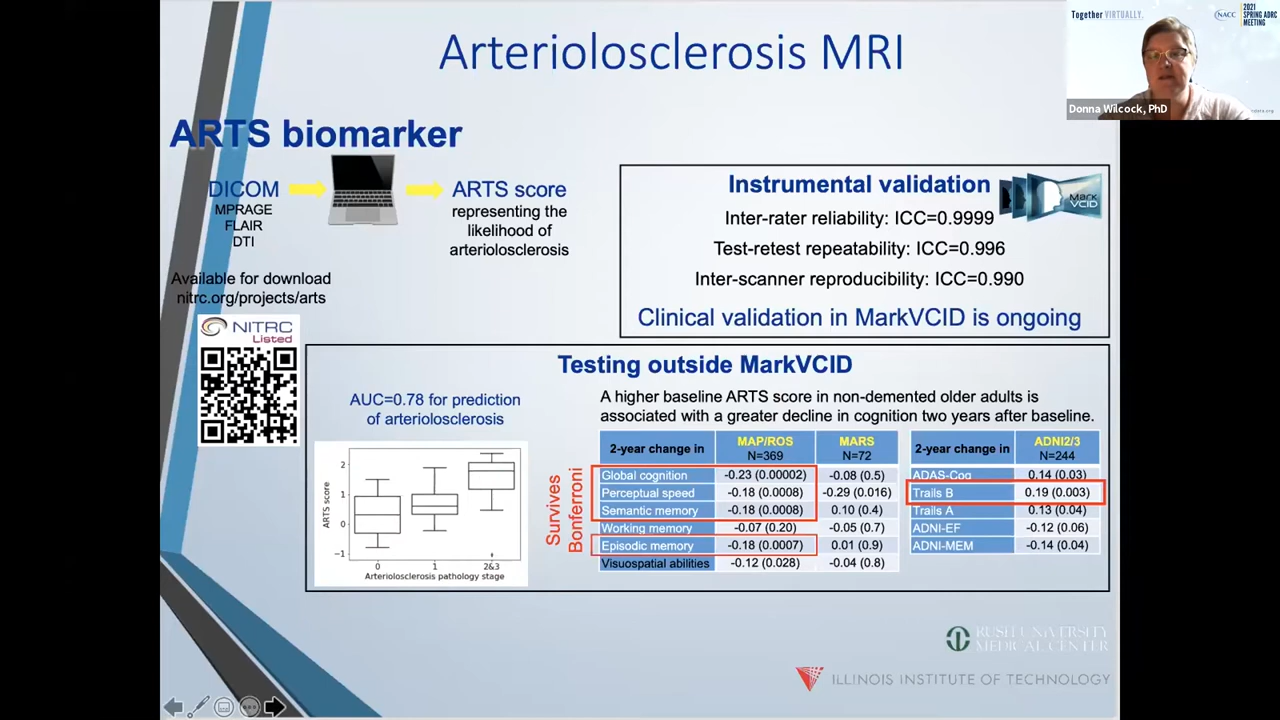 Arteriolosclerosis MRI
Together VIRTUALLY.
NACC
2021
SPRING ADRC
MEETING
Donna Wilcock, PhD
ARTS biomarker
DICOM
MPRAGE
FLAIR
DTI
ARTS score
representing the
likelihood of
arteriolosclerosis
Available for download
nitrc.org/projects/arts
NITRC
Listed
Instrumental validation
Mark
VCID
Inter-rater reliability: ICC=0.9999
Test-retest repeatability: ICC=0.996
Inter-scanner reproducibility: ICC=0.990
Clinical validation in MarkVCID is ongoing
Testing outside MarkVCID
AUC=0.78 for prediction
of arteriolosclerosis
ARTS score
2
1
0
−1
0 1 2&3
Arteriolosclerosis pathology stage
A higher baseline ARTS score in non-demented older adults is
associated with a greater decline in cognition two years after baseline.
Survives
Bonferroni
2-year change in MAP/ROS N=369 MARS N=72
Global cognition -0.23 (0.00002) -0.08 (0.5)
Perceptual speed -0.18 (0.0008) -0.29 (0.016)
Semantic memory -0.18 (0.0008) 0.10 (0.4)
Working memory -0.07 (0.20) -0.05 (0.7)
Episodic memory -0.18 (0.0007) 0.01 (0.9)
Visuospatial abilities -0.12 (0.028) -0.04 (0.8)
2-year change in ADNI2/3 N=244
ADAS-Cog 0.14 (0.03)
Trails B 0.19 (0.003)
Trails A 0.13 (0.04)
ADNI-EF -0.12 (0.06)
ADNI-MEM -0.14 (0.04)
RUSH UNIVERSITY
MEDICAL CENTER
ILLINOIS INSTITUTE OF TECHNOLOGY